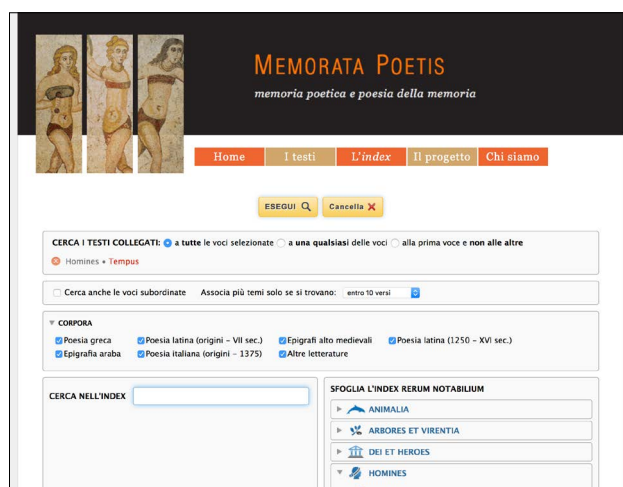 MEMORATA POETIS
memoria poetica e poesia della memoria
Home I testi L'index Il progetto Chi siamo
ESEGUI Cancella
CERCA I TESTI COLLEGATI: a tutte le voci selezionate a una qualsiasi delle voci alla prima voce e non alle altre
Homines + Tempus
Cerca anche le voci subordinate Associa più temi solo se si trovano: entro 10 versi
CORPORA
Poesia greca Poesia latina (origini - VII sec.) Epigrafi alto medievali Poesia latina (1250 - XVI sec.)
Epigrafia araba Poesia italiana (origini - 1375) Altre letterature
CERCA NELL'INDEX
SFOGLIA L'INDEX RERUM NOTABILIUM
ANIMALIA
ARBORES ET VIRENTIA
DEI ET HEROES
HOMINES